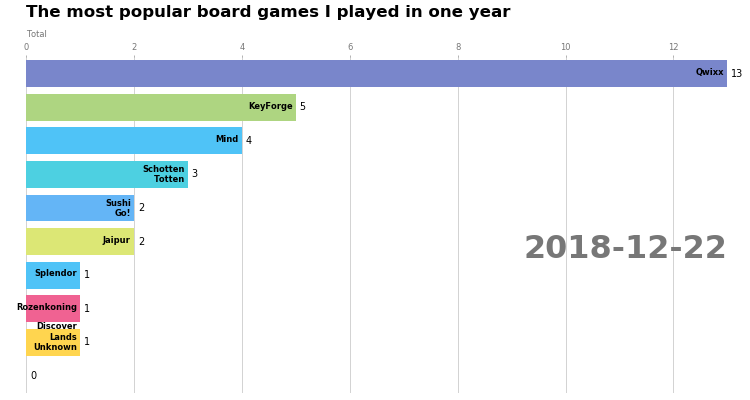 The most popular board games I played in one year
Total
0 2 4 6 8 10 12
Qwixx 13
KeyForge 5
Mind 4
Schotten
Totten 3
Sushi
Go! 2
Jaipur 2
2018-12-22
Splendor 1
Rozenkoning 1
Discover
Lands
Unknown 1
0